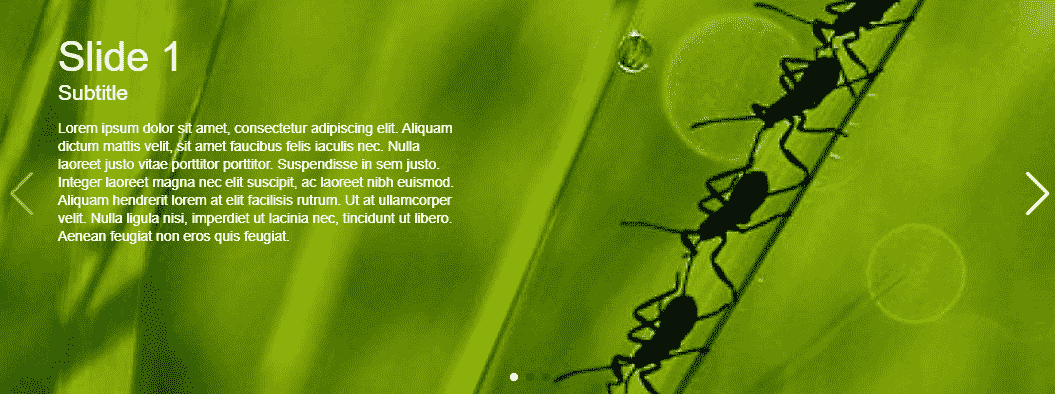 Slide 1
Subtitle
Lorem ipsum dolor sit amet, consectetur adipiscing elit. Aliquam
dictum mattis velit, sit amet faucibus felis iaculis nec. Nulla
laoreet justo vitae porttitor porttitor. Suspendisse in sem justo.
Integer laoreet magna nec elit suscipit, ac laoreet nibh euismod.
Aliquam hendrerit lorem at elit facilisis rutrum. Ut at ullamcorper
velit. Nulla ligula nisi, imperdiet ut lacinia nec, tincidunt ut libero.
Aenean feugiat non eros quis feugiat.